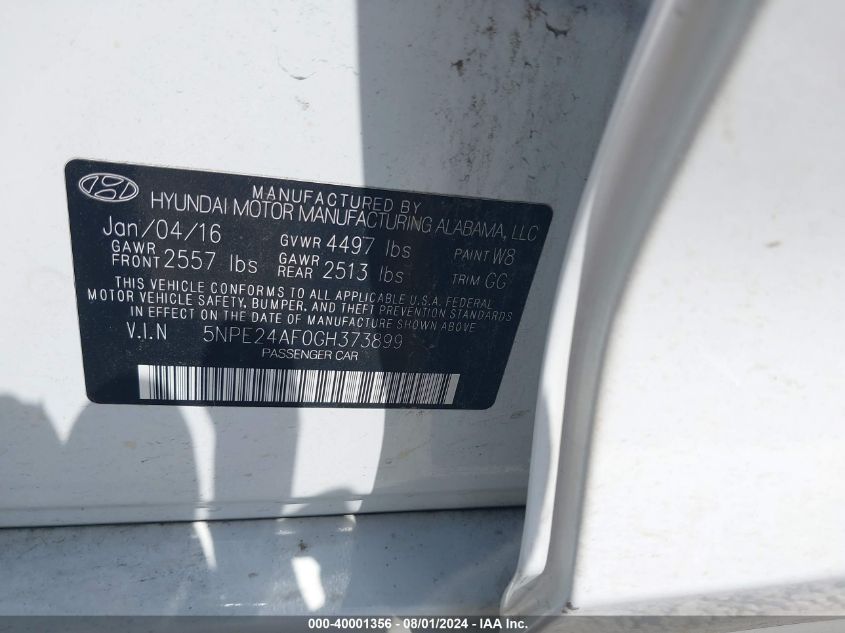 MANUFACTURED BY
HYUNDAI MOTOR MANUFACTURING ALABAMA, LLC
Jan/04/16 GVWR 4497 lbs PAINT W8
GAWR FRONT 2557 lbs GAWR REAR 2513 lbs TRIM GG
THIS VEHICLE CONFORMS TO ALL APPLICABLE U.S.A. FEDERAL
MOTOR VEHICLE SAFETY, BUMPER, AND THEFT PREVENTION STANDARDS
IN EFFECT ON THE DATE OF MANUFACTURE SHOWN ABOVE
V.I.N 5NPE24AF0GH373899
PASSENGER CAR
000-40001356 - 08/01/2024 - IAA Inc.